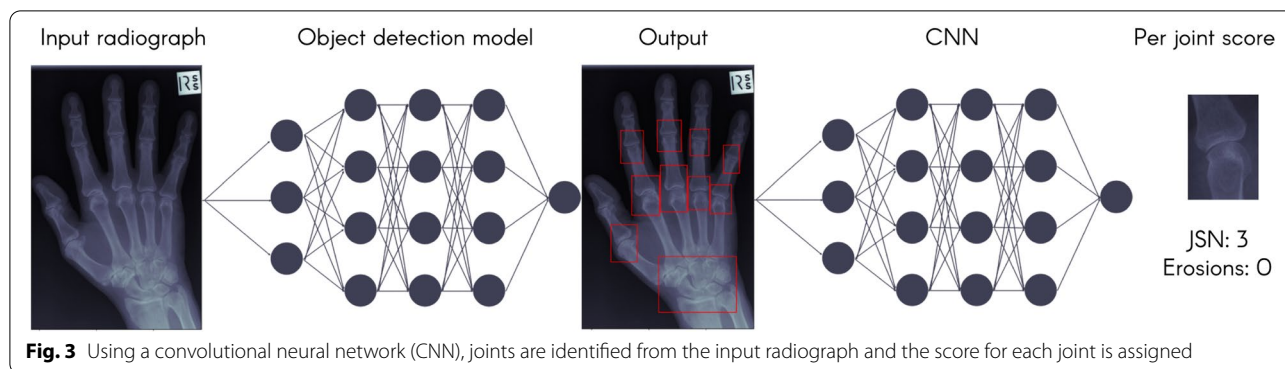 Input radiograph
Object detection model
Output
CNN
Per joint score
R s s
R s s
JSN: 3
Erosions: 0
Fig. 3 Using a convolutional neural network (CNN), joints are identified from the input radiograph and the score for each joint is assigned